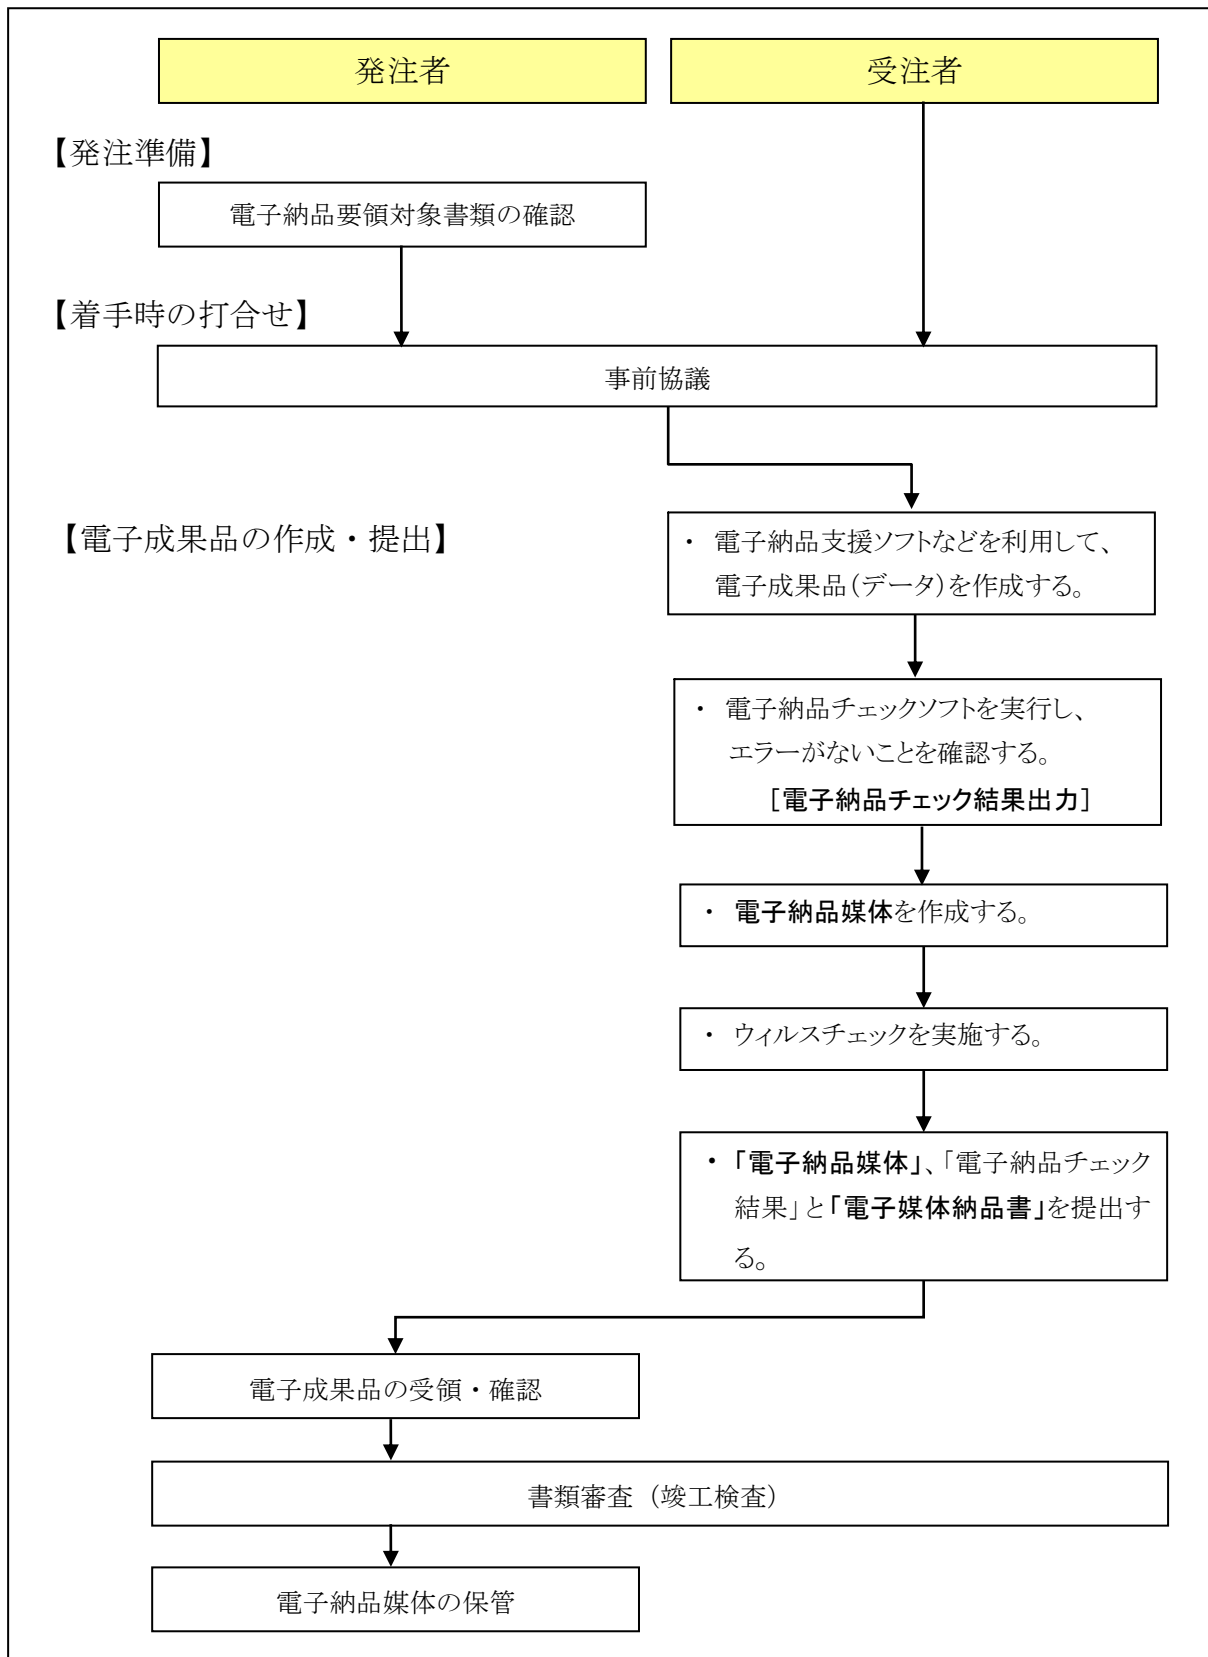 発注者
受注者
【発注準備】
電子納品要領対象書類の確認
【着手時の打合せ】
事前協議
【電子成果品の作成・提出】
・ 電子納品支援ソフトなどを利用して、
電子成果品（データ）を作成する。
・ 電子納品チェックソフトを実行し、
エラーがないことを確認する。
［電子納品チェック結果出力］
・ 電子納品媒体を作成する。
・ ウィルスチェックを実施する。
・「電子納品媒体」、「電子納品チェック
結果」と「電子媒体納品書」を提出す
る。
電子成果品の受領・確認
書類審査（竣工検査）
電子納品媒体の保管